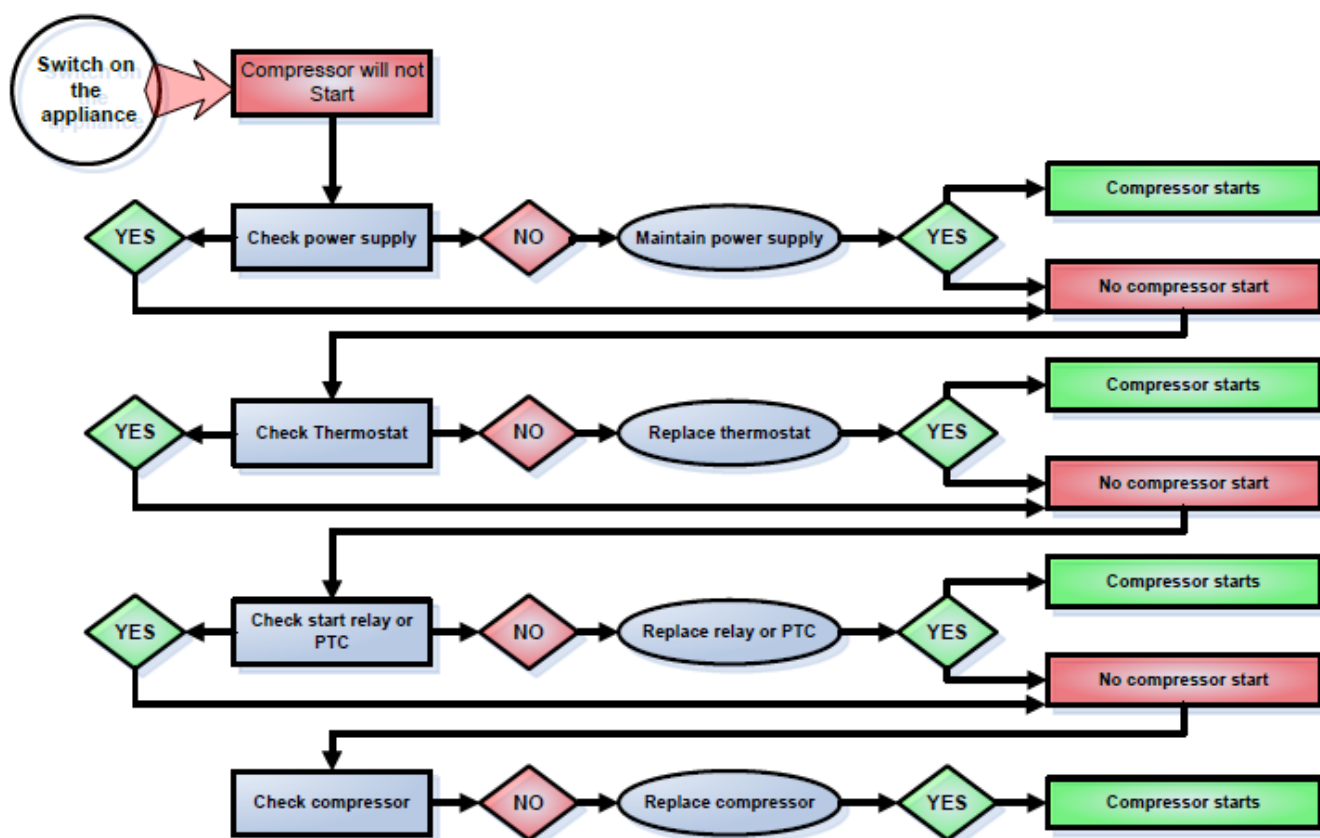 Switch on
the
appliance
Compressor will not
Start
Compressor starts
YES
Check power supply
NO
Maintain power supply
YES
No compressor start
Compressor starts
YES
Check Thermostat
NO
Replace thermostat
YES
No compressor start
Compressor starts
YES
Check start relay or
PTC
NO
Replace relay or PTC
YES
No compressor start
Check compressor
NO
Replace compressor
YES
Compressor starts